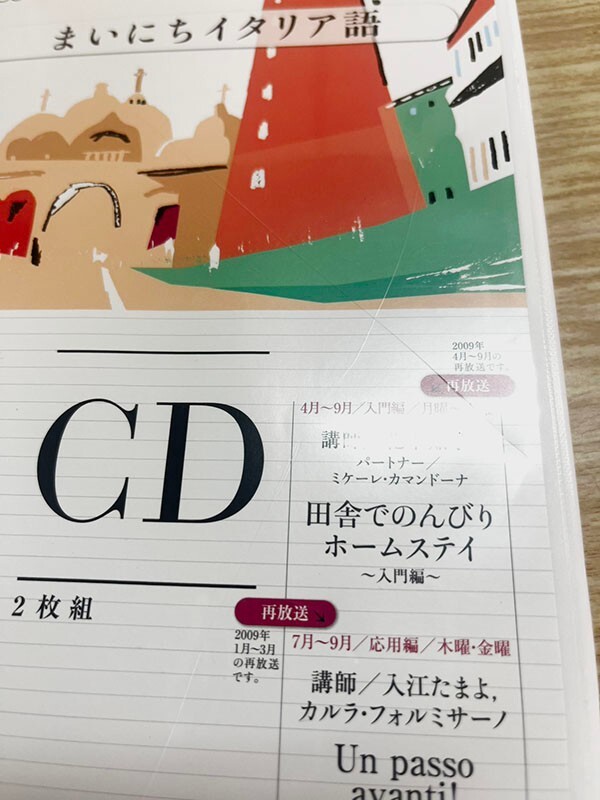 まいにちイタリア語
CD
2枚組
2009年
4月〜9月の
再放送です。
再放送
4月〜9月／入門編／月曜〜
講
パートナー／
ミケーレ・カマンドーナ
田舎でのんびり
ホームステイ
〜入門編〜
再放送
2009年
1月〜3月
の再放送
です。
7月〜9月／応用編／木曜・金曜
講師／入江たまよ，
カルラ・フォルミサーノ
Un passo
avanti!